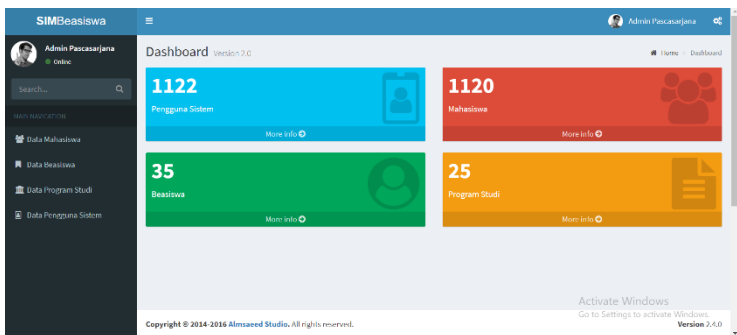 SIMBeasiswa
Admin Pascasarjana
Admin Pascasarjana
Online
Search...
MAIN NAVIGATION
Data Mahasiswa
Data Beasiswa
Data Program Studi
Data Pengguna Sistem
Dashboard Version 2.0
Home Dashboard
1122
Pengguna Sistem
More info
1120
Mahasiswa
More info
35
Beasiswa
More info
25
Program Studi
More info
Activate Windows
Go to Settings to activate Windows.
Copyright © 2014-2016 Almsaeed Studio. All rights reserved.
Version 2.4.0